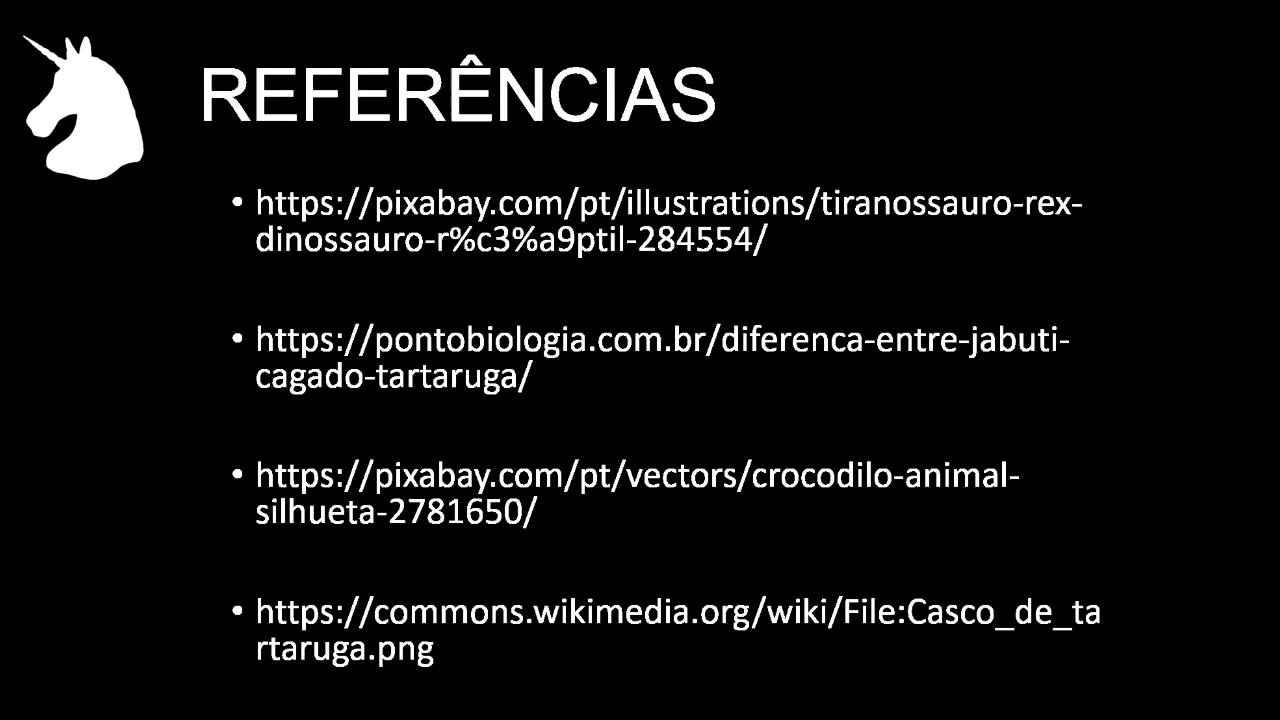 REFERÊNCIAS
• https://pixabay.com/pt/illustrations/tiranossauro-rex-
dinossauro-r%c3%a9ptil-284554/
• https://pontobiologia.com.br/diferenca-entre-jabuti-
cagado-tartaruga/
• https://pixabay.com/pt/vectors/crocodilo-animal-
silhueta-2781650/
• https://commons.wikimedia.org/wiki/File:Casco_de_ta
rtaruga.png